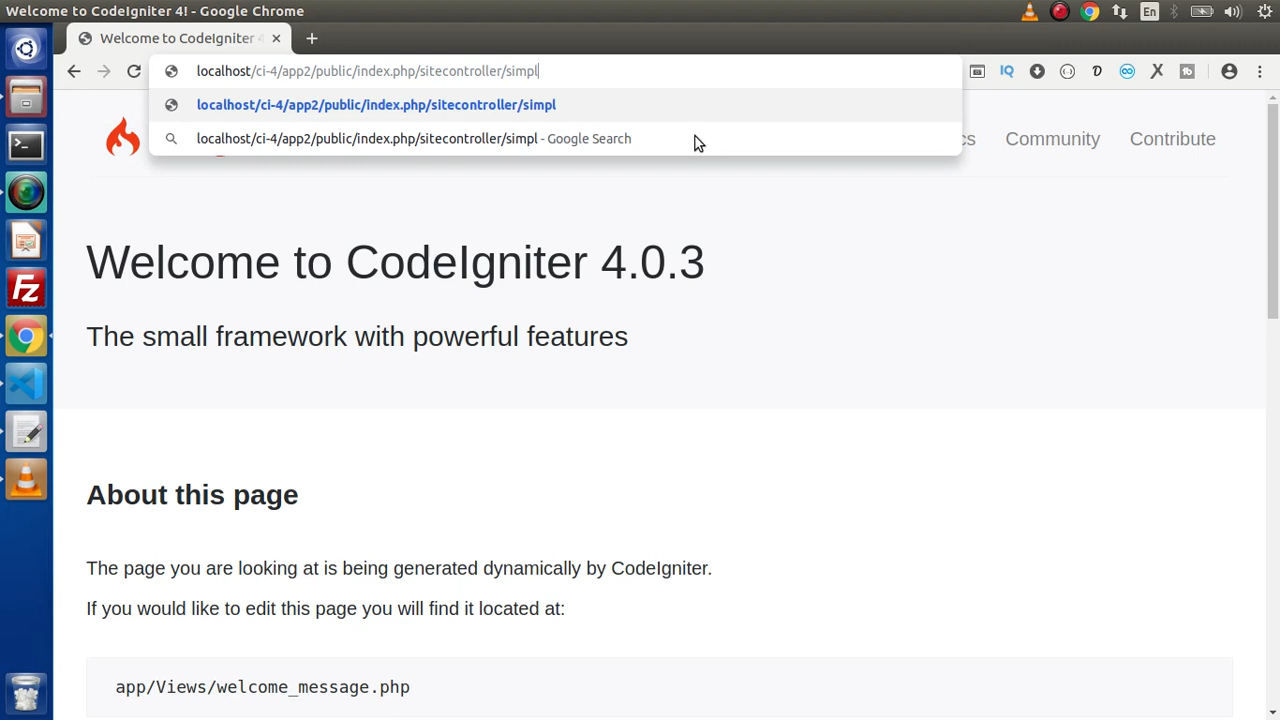 Welcome to CodeIgniter 4! - Google Chrome
En
Welcome to CodeIgniter 4
localhost/ci-4/app2/public/index.php/sitecontroller/simpl
IQ
D
X
localhost/ci-4/app2/public/index.php/sitecontroller/simpl
localhost/ci-4/app2/public/index.php/sitecontroller/simpl - Google Search
cs
Community
Contribute
Fz
Welcome to CodeIgniter 4.0.3
The small framework with powerful features
About this page
The page you are looking at is being generated dynamically by CodeIgniter.
If you would like to edit this page you will find it located at:
app/Views/welcome_message.php